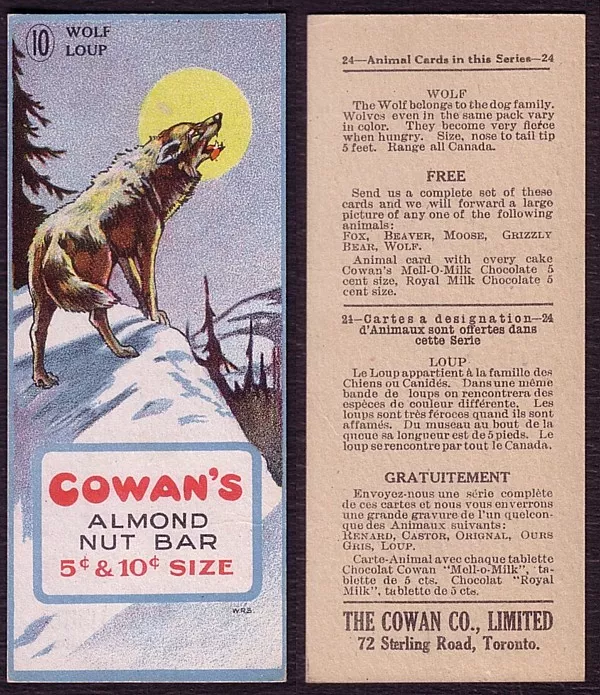 10 WOLF
LOUP
COWAN'S
ALMOND
NUT BAR
5¢ & 10¢ SIZE
W.R.B.
24—Animal Cards in this Series—24
WOLF
The Wolf belongs to the dog family.
Wolves even in the same pack vary
in color. They become very fierce
when hungry. Size, nose to tail tip
5 feet. Range all Canada.
FREE
Send us a complete set of these
cards and we will forward a large
picture of any one of the following
animals:
FOX, BEAVER, MOOSE, GRIZZLY
BEAR, WOLF.
Animal card with every cake
Cowan's Mell-O-Milk Chocolate 5
cent size, Royal Milk Chocolate 5
cent size.
24—Cartes a designation—24
d'Animaux sont offertes dans
cette Serie
LOUP
Le Loup appartient à la famille des
Chiens ou Canidés. Dans une même
bande de loups on rencontrera des
espèces de couleur différente. Les
loups sont très féroces quand ils sont
affamés. Du museau au bout de la
queue sa longueur est de 5 pieds. Le
loup se rencontre par tout le Canada.
GRATUITEMENT
Envoyez-nous une série complète
de ces cartes et nous vous enverrons
une grande gravure de l'un quelcon-
que des Animaux suivants:
RENARD, CASTOR, ORIGNAL, OURS
GRIS, LOUP.
Carte-Animal avec chaque tablette
Chocolat Cowan "Mell-o-Milk", ta-
blette de 5 cts. Chocolat "Royal
Milk", tablette de 5 cts.
THE COWAN CO., LIMITED
72 Sterling Road, Toronto.